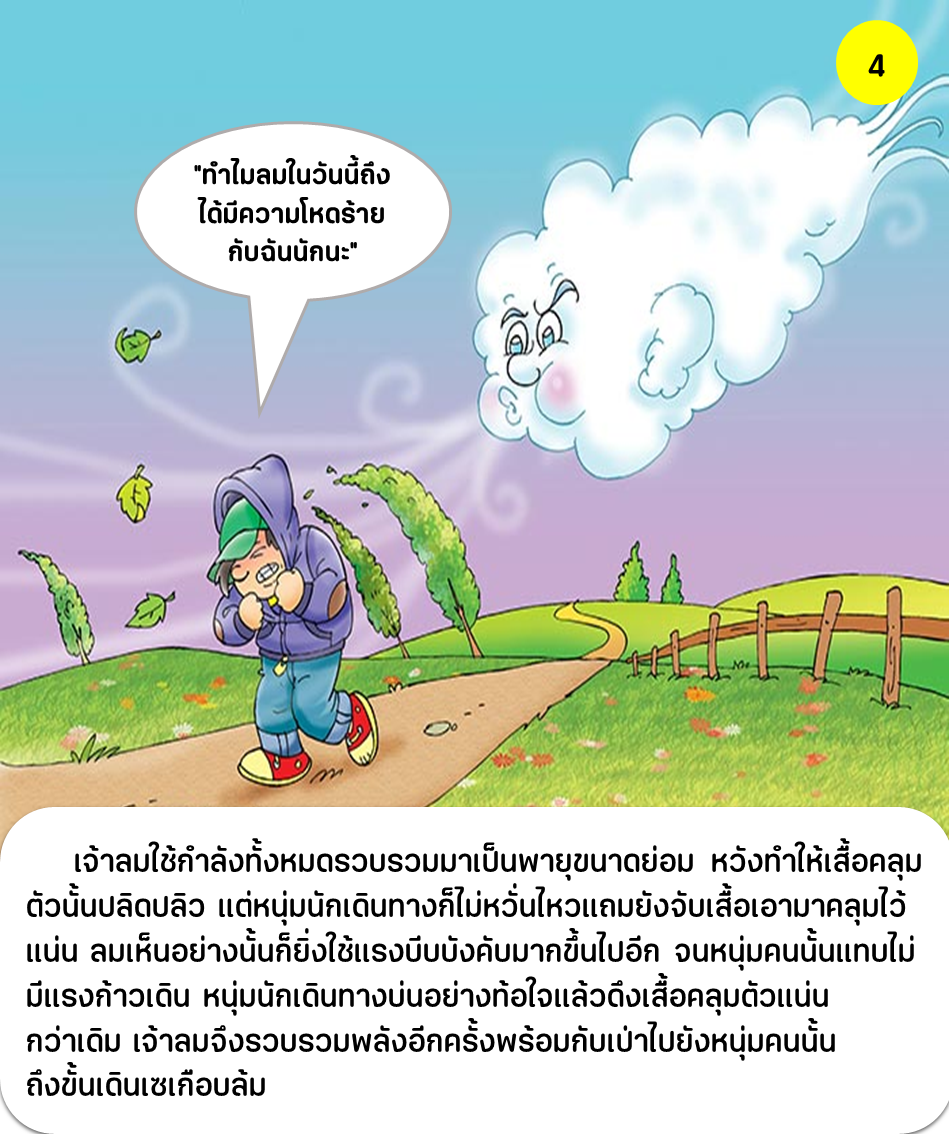 4
"ทำไมลมในวันนี้ถึง
ได้มีความโหดร้าย
กับฉันนักนะ"
เจ้าลมใช้กำลังทั้งหมดรวบรวมมาเป็นพายุขนาดย่อม หวังทำให้เสื้อคลุม
ตัวนั้นปลิดปลิว แต่หนุ่มนักเดินทางก็ไม่หวั่นไหวแถมยังจับเสื้อเอามาคลุมไว้
แน่น ลมเห็นอย่างนั้นก็ยิ่งใช้แรงบีบบังคับมากขึ้นไปอีก จนหนุ่มคนนั้นแทบไม่
มีแรงก้าวเดิน หนุ่มนักเดินทางบ่นอย่างท้อใจแล้วดึงเสื้อคลุมตัวแน่น
กว่าเดิม เจ้าลมจึงรวบรวมพลังอีกครั้งพร้อมกับเป่าไปยังหนุ่มคนนั้น
ถึงขั้นเดินเซเกือบล้ม